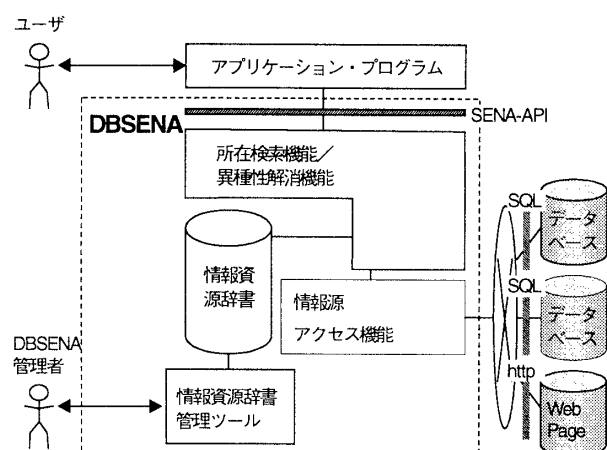 ユーザ
アプリケーション・プログラム
DBSENA
SENA-API
所在検索機能／
異種性解消機能
SQL
データ
ベース
情報資
源辞書
情報源
アクセス機能
SQL
データ
ベース
DBSENA
管理者
http
Web
Page
情報資源辞書
管理ツール